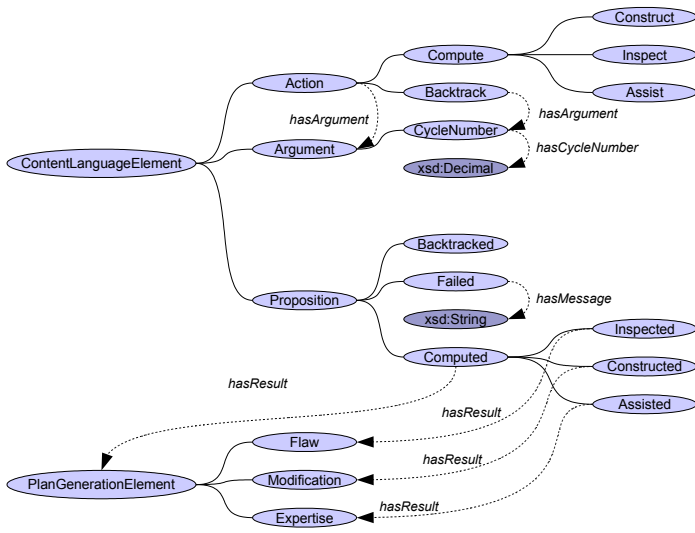 Construct
Compute
Inspect
Action
Backtrack
Assist
hasArgument
hasArgument
CycleNumber
Argument
hasCycleNumber
ContentLanguageElement
xsd:Decimal
Backtracked
Failed
Proposition
hasMessage
xsd:String
Inspected
Computed
Constructed
hasResult
Assisted
hasResult
Flaw
hasResult
Modification
PlanGenerationElement
hasResult
Expertise